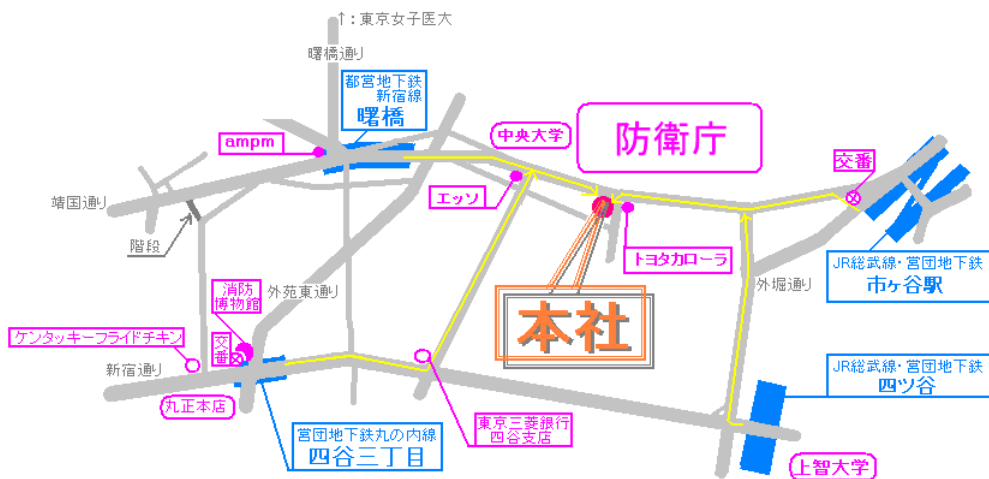 ↑：東京女子医大
曙橋通り
都営地下鉄
新宿線
曙橋
ampm
中央大学
防衛庁
交番
エッソ
靖国通り
階段
トヨタカローラ
JR総武線・営団地下鉄
市ヶ谷駅
外苑東通り
外堀通り
消防
博物館
本社
ケンタッキーフライドチキン
交番
新宿通り
JR総武線・営団地下鉄
四ツ谷
丸正本店
東京三菱銀行
四谷支店
営団地下鉄丸の内線
四谷三丁目
上智大学